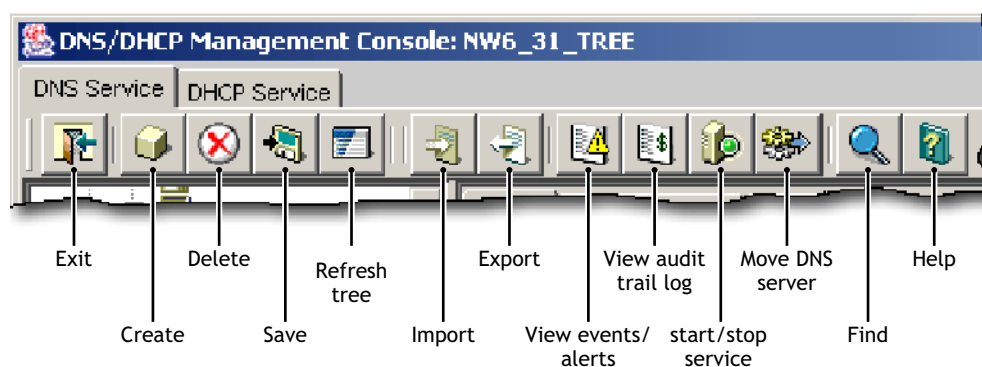 DNS/DHCP Management Console: NW6_31_TREE
DNS Service
DHCP Service
$
?
Exit
Delete
Refresh
tree
Export
View audit
trail log
Move DNS
server
Help
Create
Save
Import
View events/
alerts
start/stop
service
Find